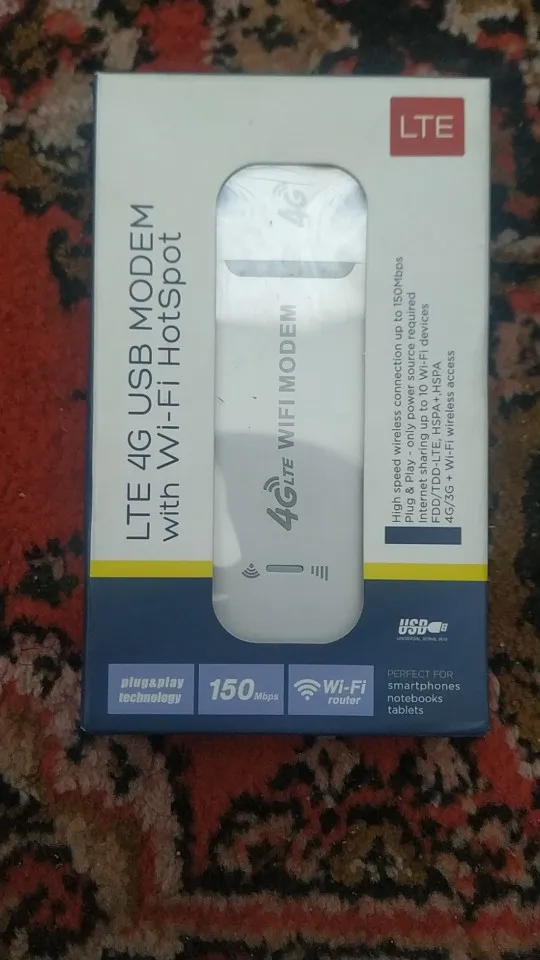 LTE
LTE 4G USB MODEM
with Wi-Fi HotSpot
4G
4G LTE WIFI MODEM
High speed wireless connection up to 150Mbps
Plug & Play - only power source required
Internet sharing up to 10 Wi-Fi devices
FDD/TDD-LTE, HSPA+,HSPA
4G/3G + Wi-Fi wireless access
USB
UNIVERSAL SERIAL BUS
plug&play
technology
150 Mbps
Wi-Fi
router
PERFECT FOR
smartphones
notebooks
tablets